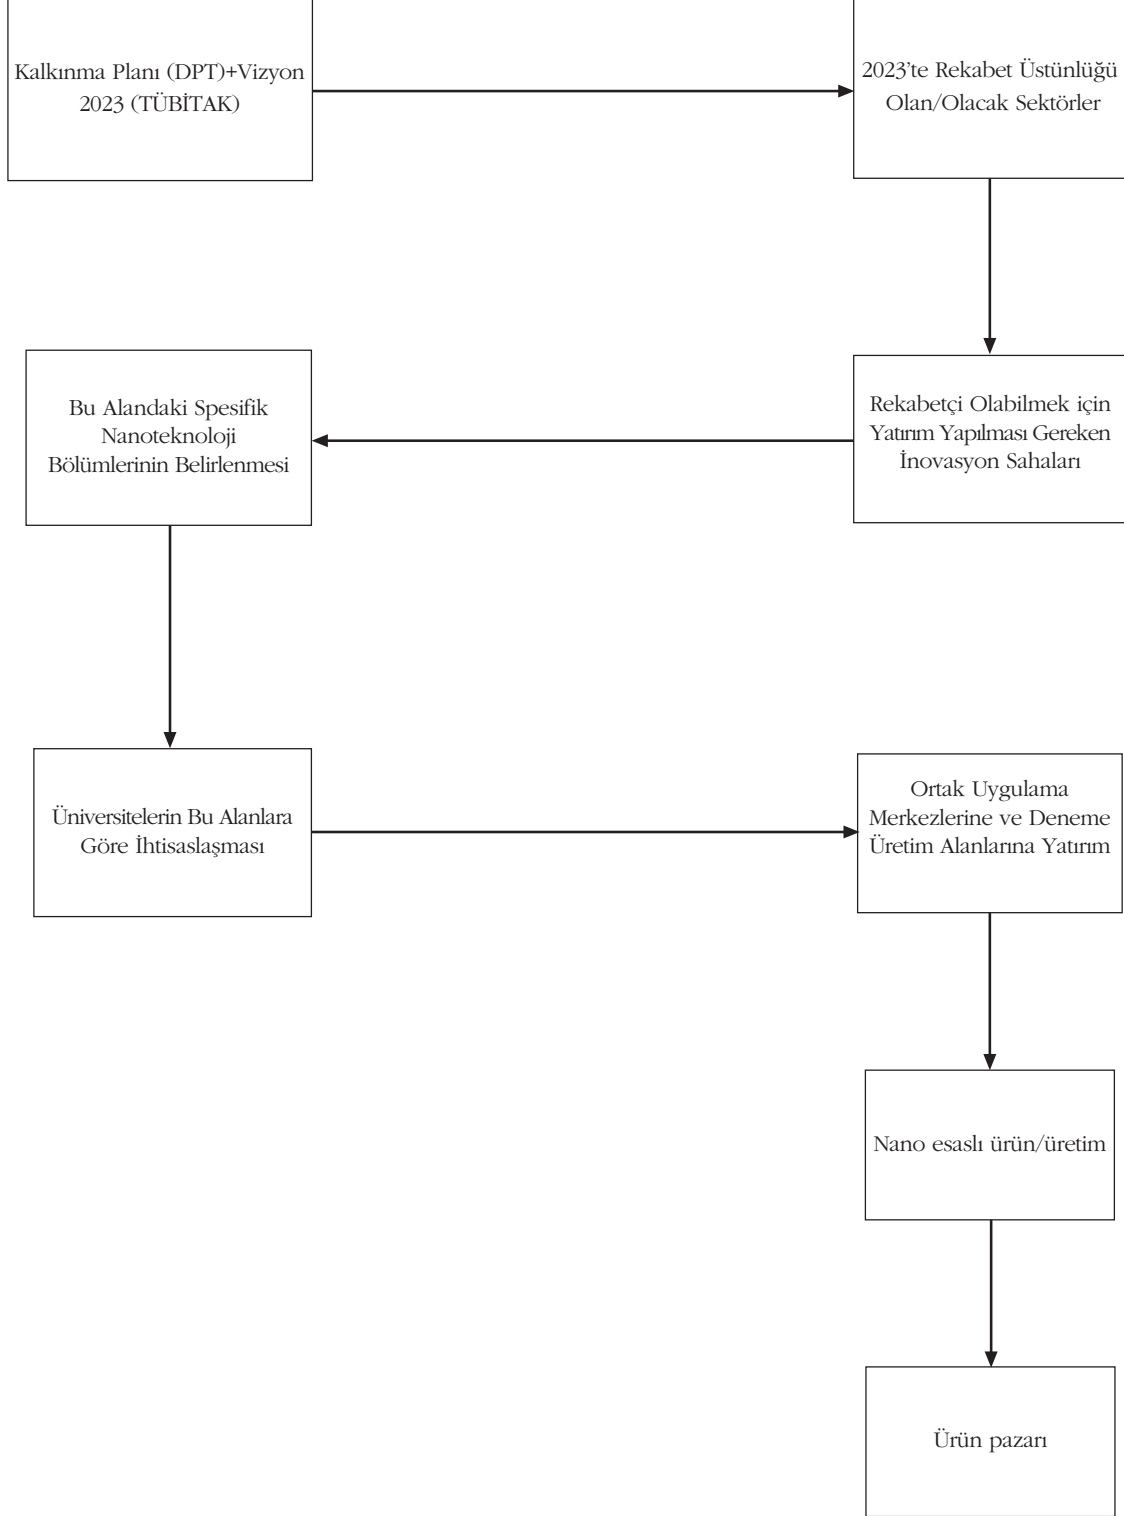 Kalkınma Planı (DPT)+Vizyon
2023 (TÜBİTAK)
2023’te Rekabet Üstünlüğü
Olan/Olacak Sektörler
Rekabetçi Olabilmek için
Yatırım Yapılması Gereken
İnovasyon Sahaları
Bu Alandaki Spesifik
Nanoteknoloji
Bölümlerinin Belirlenmesi
Üniversitelerin Bu Alanlara
Göre İhtisaslaşması
Ortak Uygulama
Merkezlerine ve Deneme
Üretim Alanlarına Yatırım
Nano esaslı ürün/üretim
Ürün pazarı